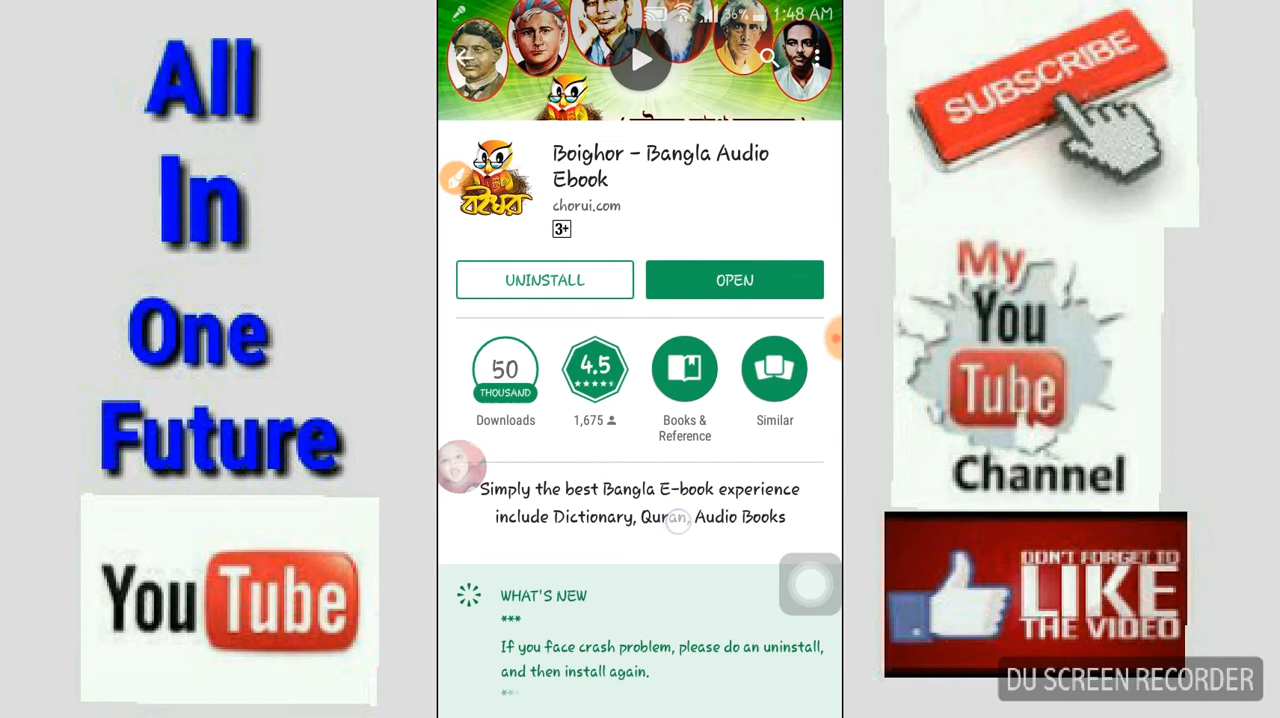 All
In
One
Future
YouTube
36%
1:48 AM
Boighor - Bangla Audio
Ebook
chorui.com
3+
বইঘর
UNINSTALL
OPEN
50
THOUSAND
Downloads
4.5
1,675
Books &
Reference
Similar
Simply the best Bangla E-book experience
include Dictionary, Quran, Audio Books
WHAT'S NEW
***
If you face crash problem, please do an uninstall,
and then install again.
***
SUBSCRIBE
My
You
Tube
Channel
DON'T FORGET TO
LIKE
THE VIDEO
DU SCREEN RECORDER